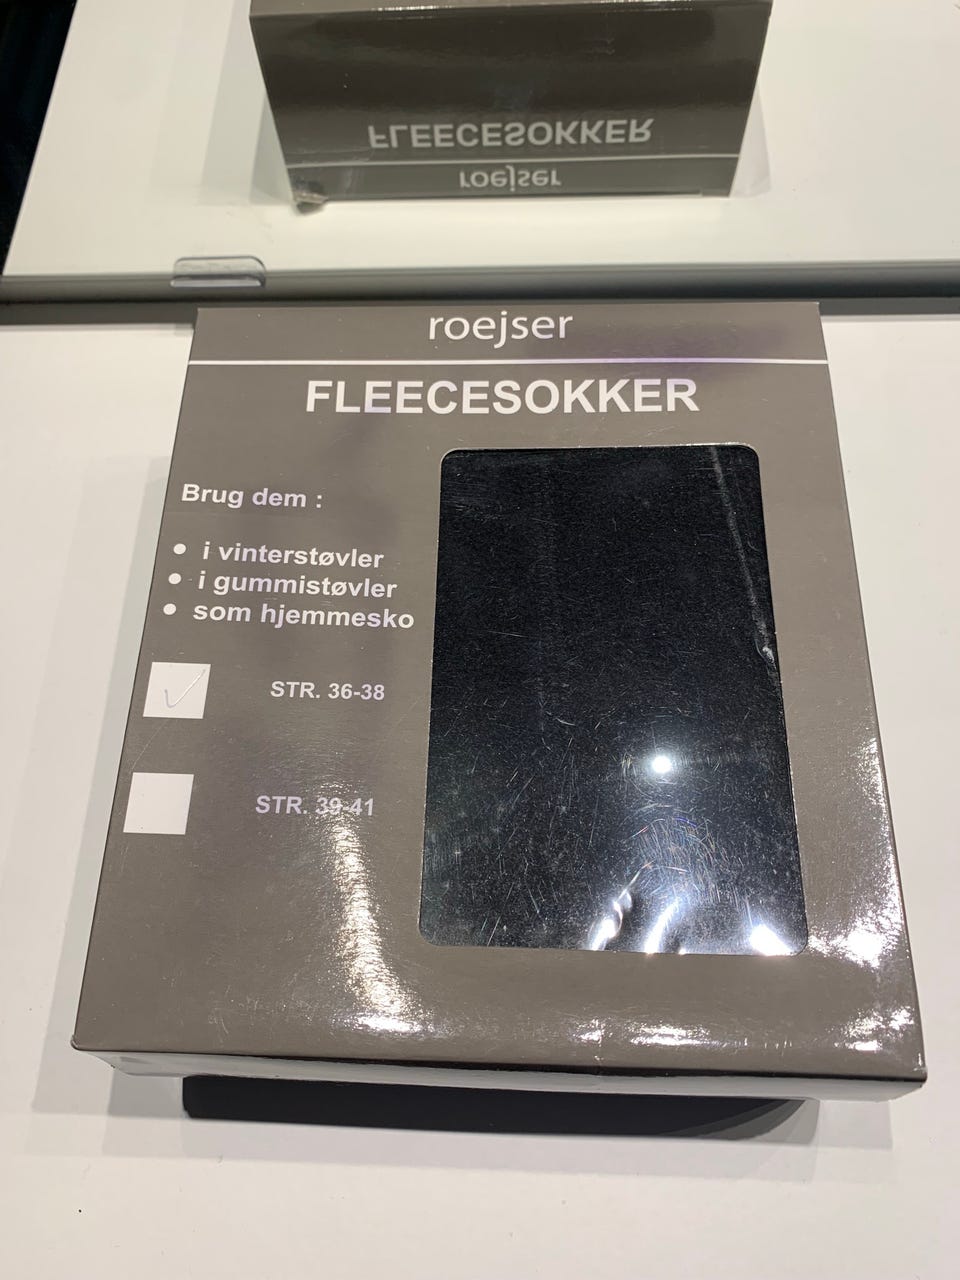 FLEECESOKKER
roejser
roejser
FLEECESOKKER
Brug dem :
• i vinterstøvler
• i gummistøvler
• som hjemmesko
STR. 36-38
STR. 39-41